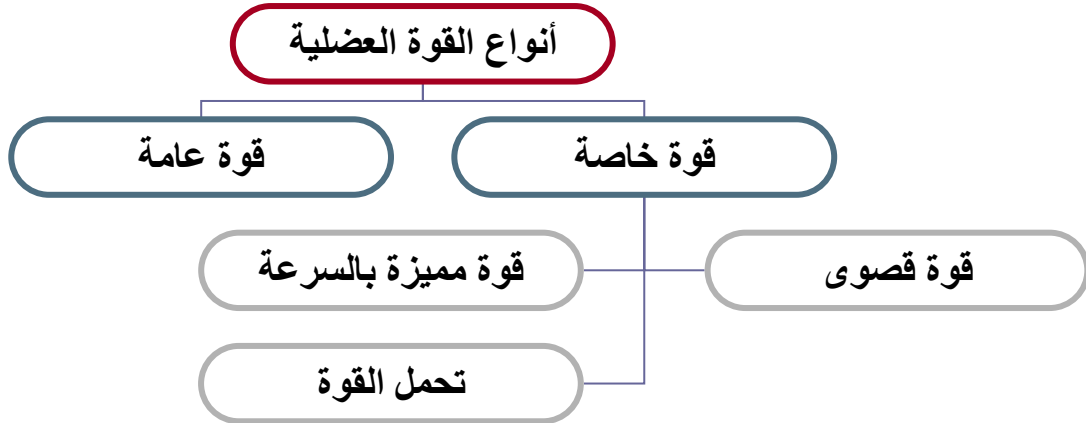 أنواع القوة العضلية
قوة خاصة
قوة عامة
قوة قصوى
قوة مميزة بالسرعة
تحمل القوة